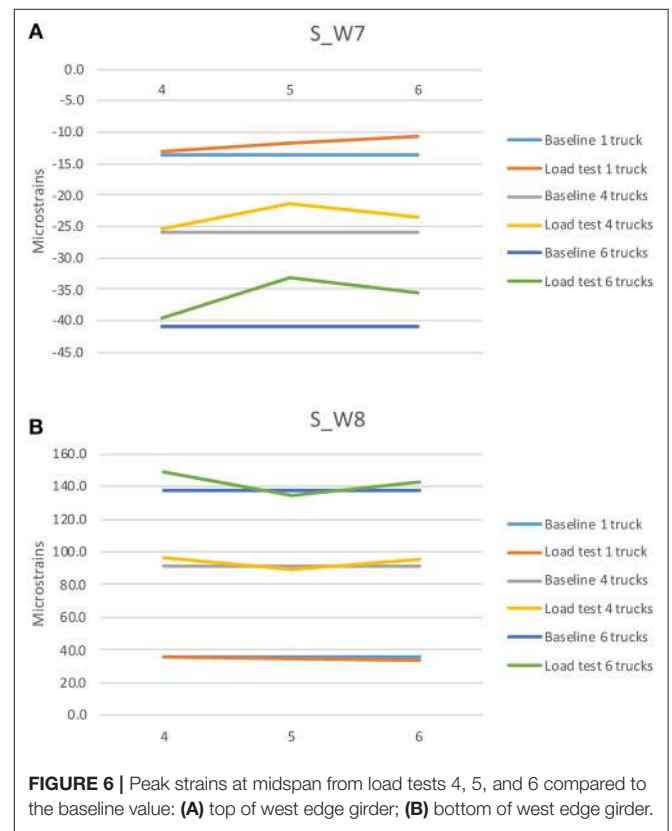 A
S_W7
0.0
4 5 6
-5.0
-10.0
-15.0
-20.0
-25.0
-30.0
-35.0
-40.0
-45.0
Microstrains
Baseline 1 truck
Load test 1 truck
Baseline 4 trucks
Load test 4 trucks
Baseline 6 trucks
Load test 6 trucks
B
S_W8
160.0
140.0
120.0
100.0
80.0
60.0
40.0
20.0
0.0
4 5 6
Microstrains
Baseline 1 truck
Load test 1 truck
Baseline 4 trucks
Load test 4 trucks
Baseline 6 trucks
Load test 6 trucks
FIGURE 6 | Peak strains at midspan from load tests 4, 5, and 6 compared to
the baseline value: (A) top of west edge girder; (B) bottom of west edge girder.